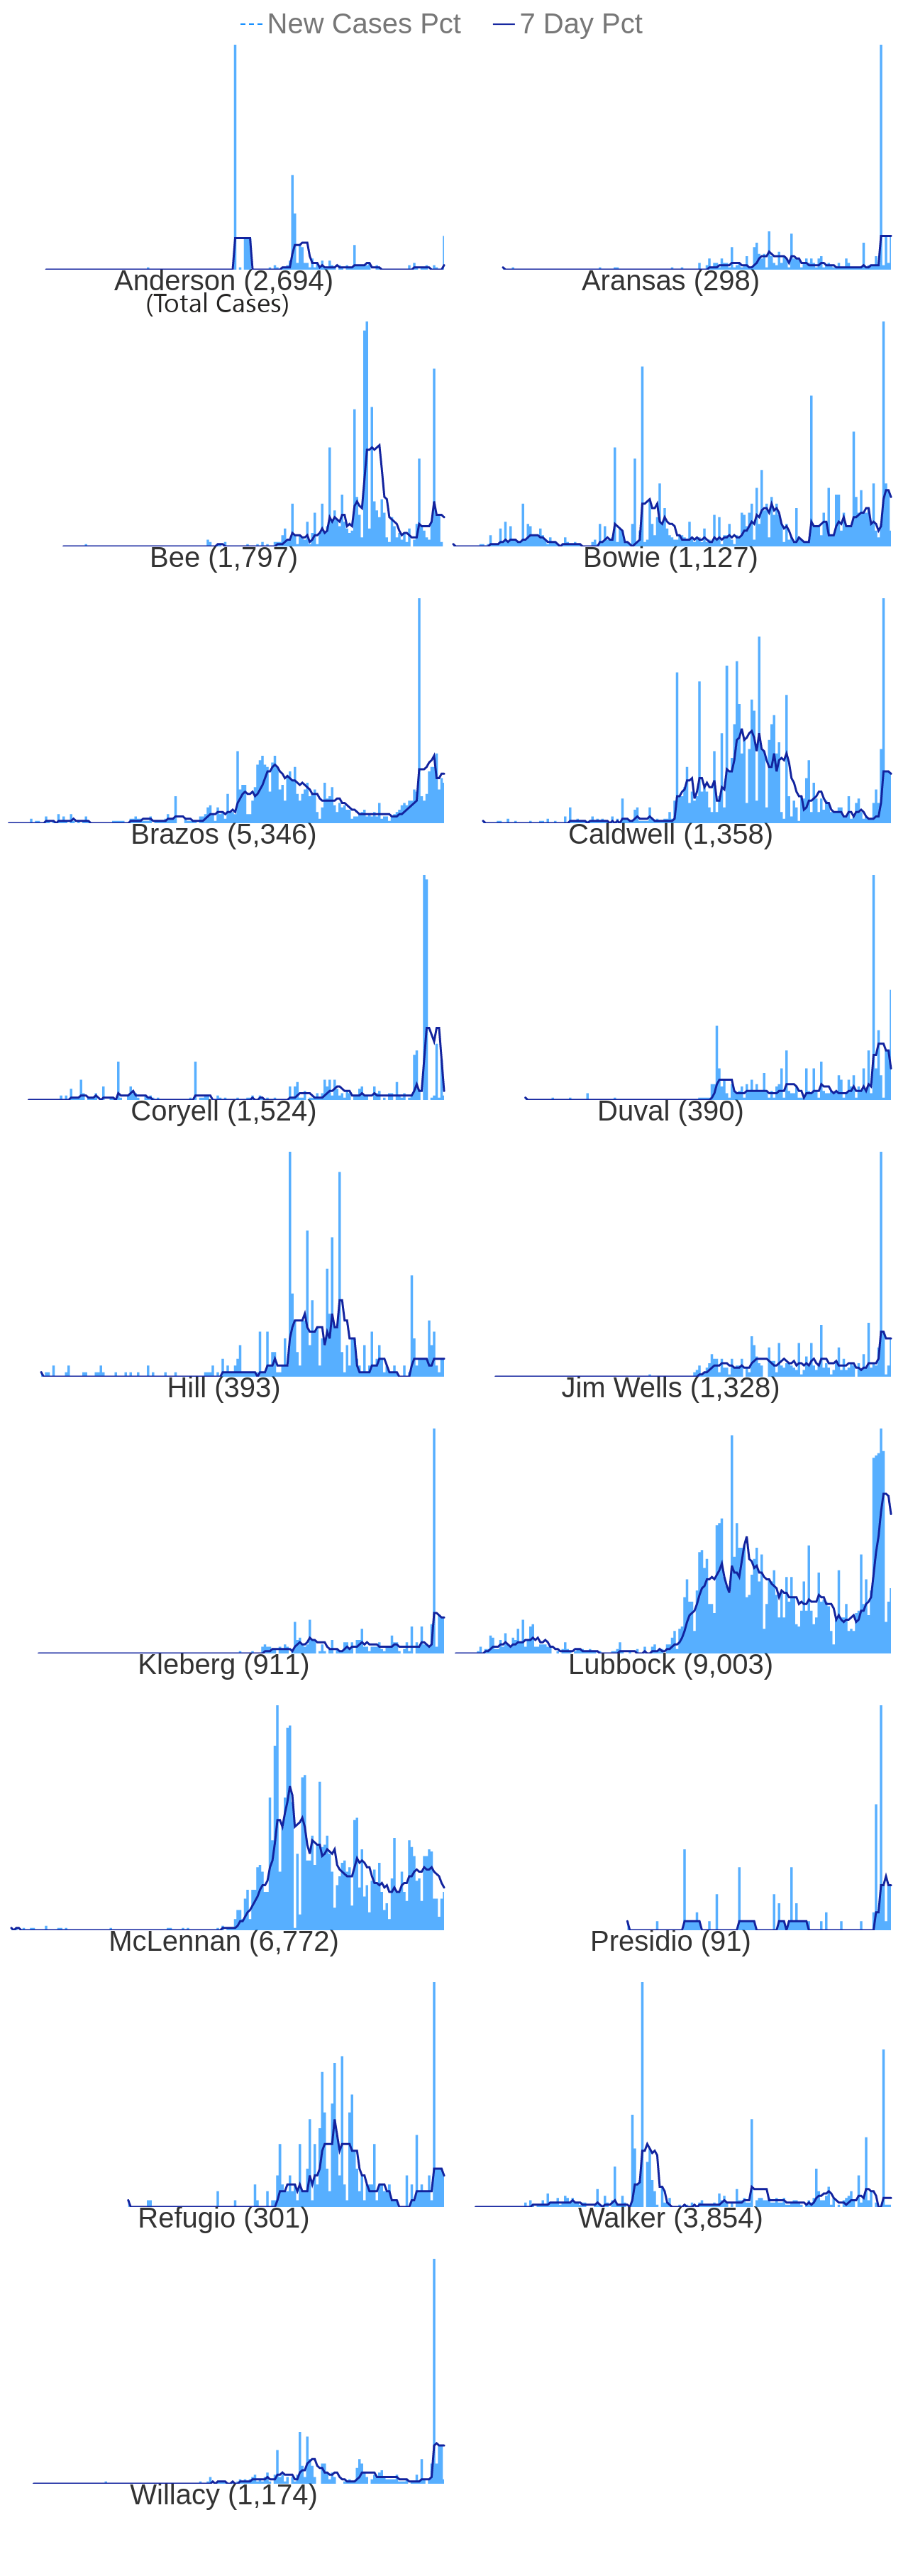 New Cases Pct 7 Day Pct
Anderson (2,694) Aransas (298)
(Total Cases)
Bee (1,797) Bowie (1,127)
Brazos (5,346) Caldwell (1,358)
Coryell (1,524) Duval (390)
Hill (393) Jim Wells (1,328)
Kleberg (911) Lubbock (9,003)
McLennan (6,772) Presidio (91)
Refugio (301) Walker (3,854)
Willacy (1,174)